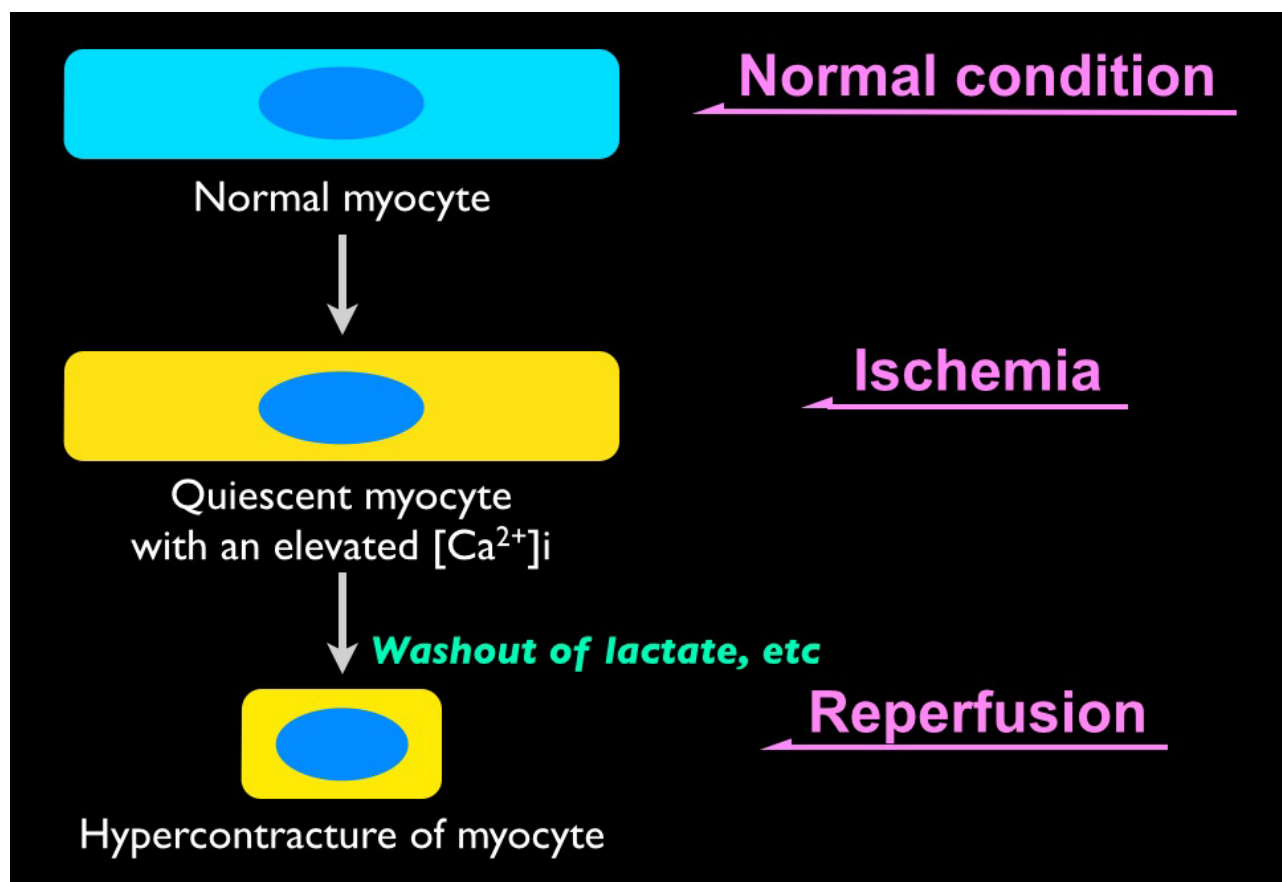 Normal condition
Normal myocyte
Ischemia
Quiescent myocyte
with an elevated [Ca²⁺]i
Washout of lactate, etc
Reperfusion
Hypercontracture of myocyte